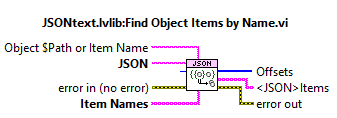 JSONtext.lvlib:Find Object Items by Name.vi
Object $Path or Item Name
JSON
error in (no error)
Item Names
JSON
Offsets
<JSON>Items
error out